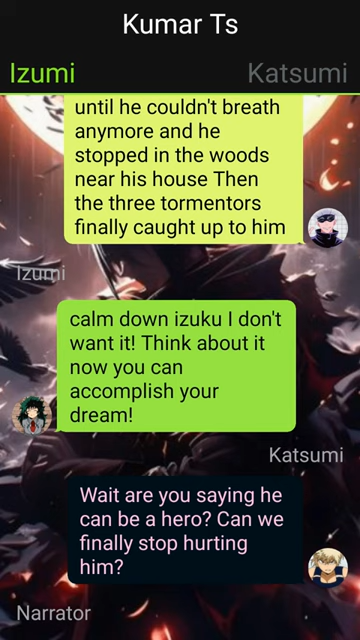 Kumar Ts
Izumi
Katsumi
until he couldn't breath
anymore and he
stopped in the woods
near his house Then
the three tormentors
finally caught up to him
Izumi
calm down izuku I don't
want it! Think about it
now you can
accomplish your
dream!
Katsumi
Wait are you saying he
can be a hero? Can we
finally stop hurting
him?
Narrator